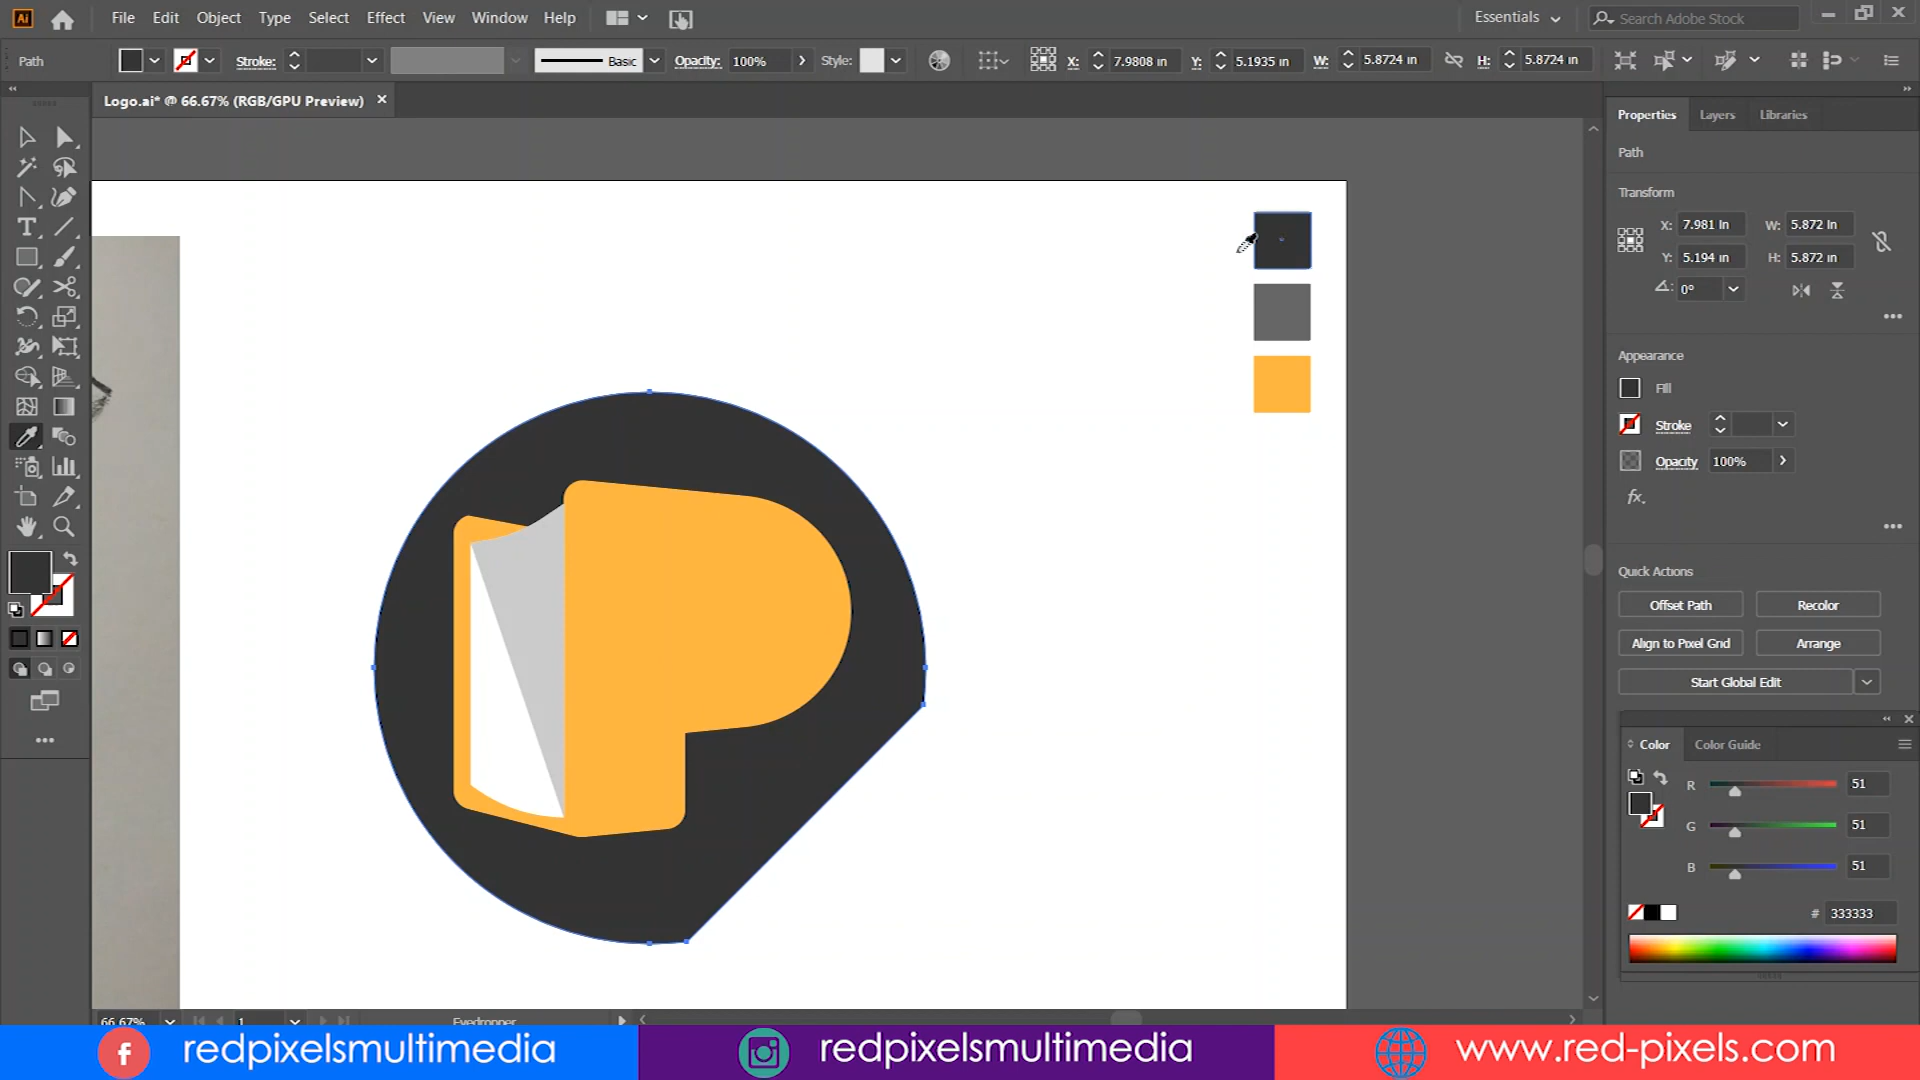 Ai File Edit Object Type Select Effect View Window Help Essentials Search Adobe Stock
Path Stroke: Basic Opacity: 100% Style: X: 7.9808 in Y: 5.1935 in W: 5.8724 in H: 5.8724 in
Logo.ai* @ 66.67% (RGB/GPU Preview)
Properties Layers Libraries
Path
Transform
X: 7.981 in W: 5.872 in
Y: 5.194 in H: 5.872 in
0°
Appearance
Fill
Stroke
Opacity 100%
fx.
Quick Actions
Offset Path Recolor
Align to Pixel Grid Arrange
Start Global Edit
Color Color Guide
R 51
G 51
B 51
# 333333
66.67% 1 Eyedropper
f redpixelsmultimedia redpixelsmultimedia www.red-pixels.com